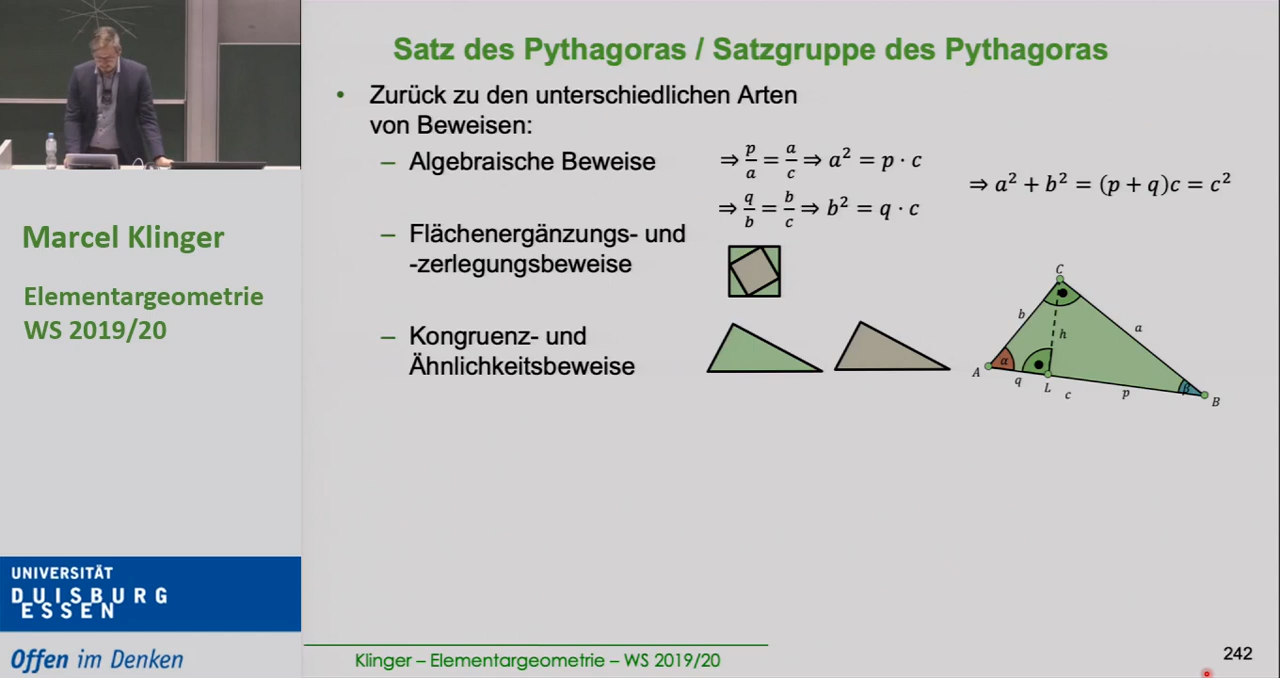 Satz des Pythagoras / Satzgruppe des Pythagoras
• Zurück zu den unterschiedlichen Arten
von Beweisen:
– Algebraische Beweise
⇒ p/a = a/c ⇒ a² = p · c
⇒ q/b = b/c ⇒ b² = q · c
⇒ a² + b² = (p + q)c = c²
– Flächenergänzungs- und
-zerlegungsbeweise
– Kongruenz- und
Ähnlichkeitsbeweise
C
b
a
h
α
β
A
q
L
c
p
B
Marcel Klinger
Elementargeometrie
WS 2019/20
UNIVERSITÄT
DUISBURG
ESSEN
Offen im Denken
Klinger – Elementargeometrie – WS 2019/20
242